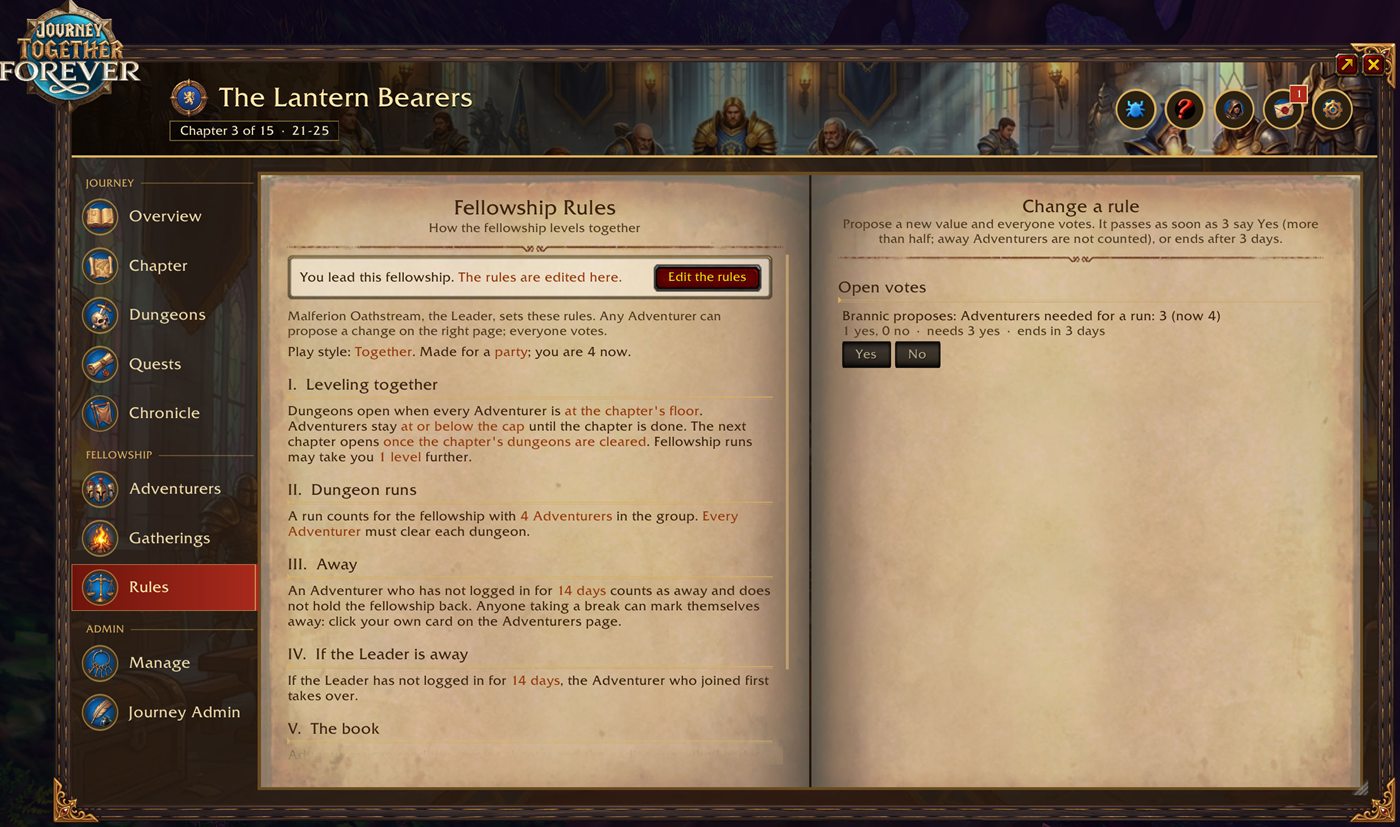 JOURNEY
TOGETHER
FOREVER
The Lantern Bearers
Chapter 3 of 15 · 21-25
1
JOURNEY
Overview
Chapter
Dungeons
Quests
Chronicle
FELLOWSHIP
Adventurers
Gatherings
Rules
ADMIN
Manage
Journey Admin
Fellowship Rules
How the fellowship levels together
You lead this fellowship. The rules are edited here.
Edit the rules
Malferion Oathstream, the Leader, sets these rules. Any Adventurer can
propose a change on the right page; everyone votes.
Play style: Together. Made for a party; you are 4 now.
I. Leveling together
Dungeons open when every Adventurer is at the chapter's floor.
Adventurers stay at or below the cap until the chapter is done. The next
chapter opens once the chapter's dungeons are cleared. Fellowship runs
may take you 1 level further.
II. Dungeon runs
A run counts for the fellowship with 4 Adventurers in the group. Every
Adventurer must clear each dungeon.
III. Away
An Adventurer who has not logged in for 14 days counts as away and does
not hold the fellowship back. Anyone taking a break can mark themselves
away: click your own card on the Adventurers page.
IV. If the Leader is away
If the Leader has not logged in for 14 days, the Adventurer who joined first
takes over.
V. The book
Change a rule
Propose a new value and everyone votes. It passes as soon as 3 say Yes (more
than half; away Adventurers are not counted), or ends after 3 days.
Open votes
Brannic proposes: Adventurers needed for a run: 3 (now 4)
1 yes, 0 no · needs 3 yes · ends in 3 days
Yes
No